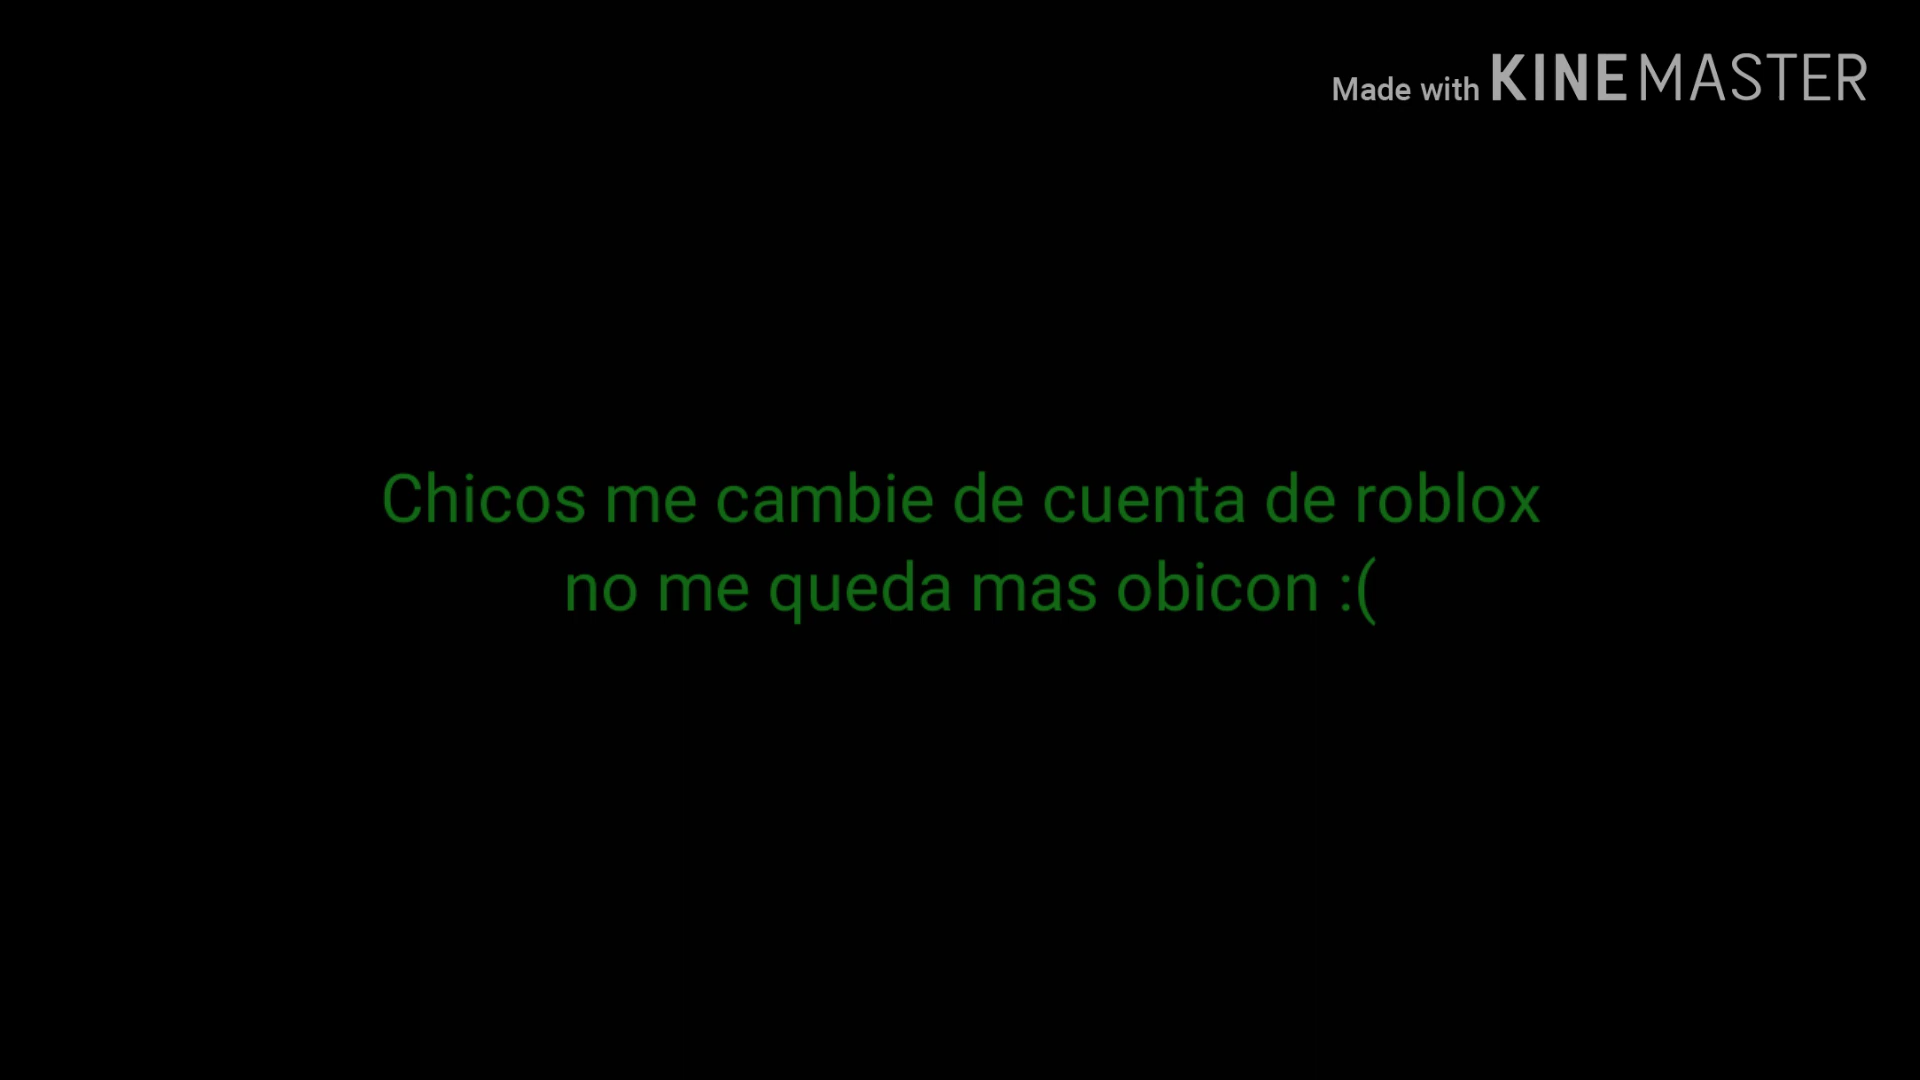 Made with KINEMASTER
Chicos me cambie de cuenta de roblox
no me queda mas obicon :(